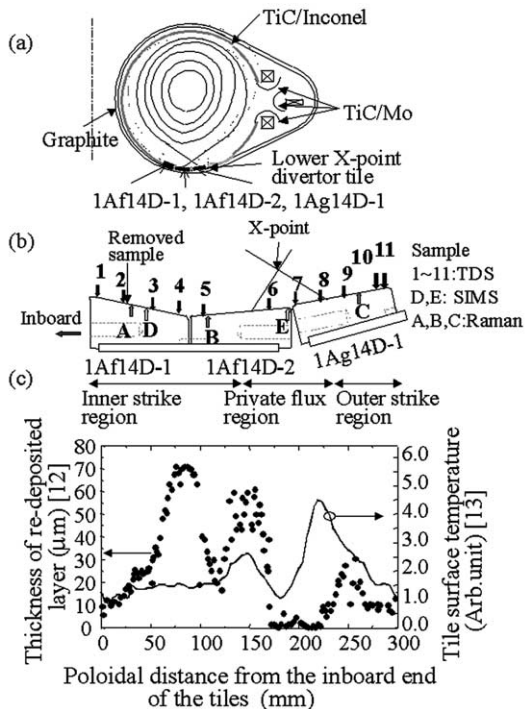 (a)
TiC/Inconel
TiC/Mo
Graphite
Lower X-point
divertor tile
1Af14D-1, 1Af14D-2, 1Ag14D-1
(b)
Removed
sample
X-point
1 2 3 4 5 6 7 8 9 10 11
Sample
1~11:TDS
D,E: SIMS
A,B,C:Raman
Inboard
A D B E C
1Af14D-1
1Af14D-2
1Ag14D-1
(c)
Inner strike
region
Private flux
region
Outer strike
region
Thickness of re-deposited
layer (μm) [12]
80
70
60
50
40
30
20
10
0
6.0
5.0
4.0
3.0
2.0
1.0
0.0
Tile surface temperature
(Arb.unit) [13]
0 50 100 150 200 250 300
Poloidal distance from the inboard end
of the tiles (mm)